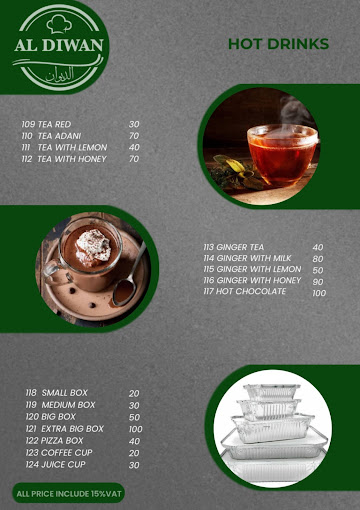 AL DIWAN
الديوان
HOT DRINKS
109 TEA RED 30
110 TEA ADANI 70
111 TEA WITH LEMON 40
112 TEA WITH HONEY 70
113 GINGER TEA 40
114 GINGER WITH MILK 80
115 GINGER WITH LEMON 50
116 GINGER WITH HONEY 90
117 HOT CHOCOLATE 100
118 SMALL BOX 20
119 MEDIUM BOX 30
120 BIG BOX 50
121 EXTRA BIG BOX 100
122 PIZZA BOX 40
123 COFFEE CUP 20
124 JUICE CUP 30
ALL PRICE INCLUDE 15%VAT